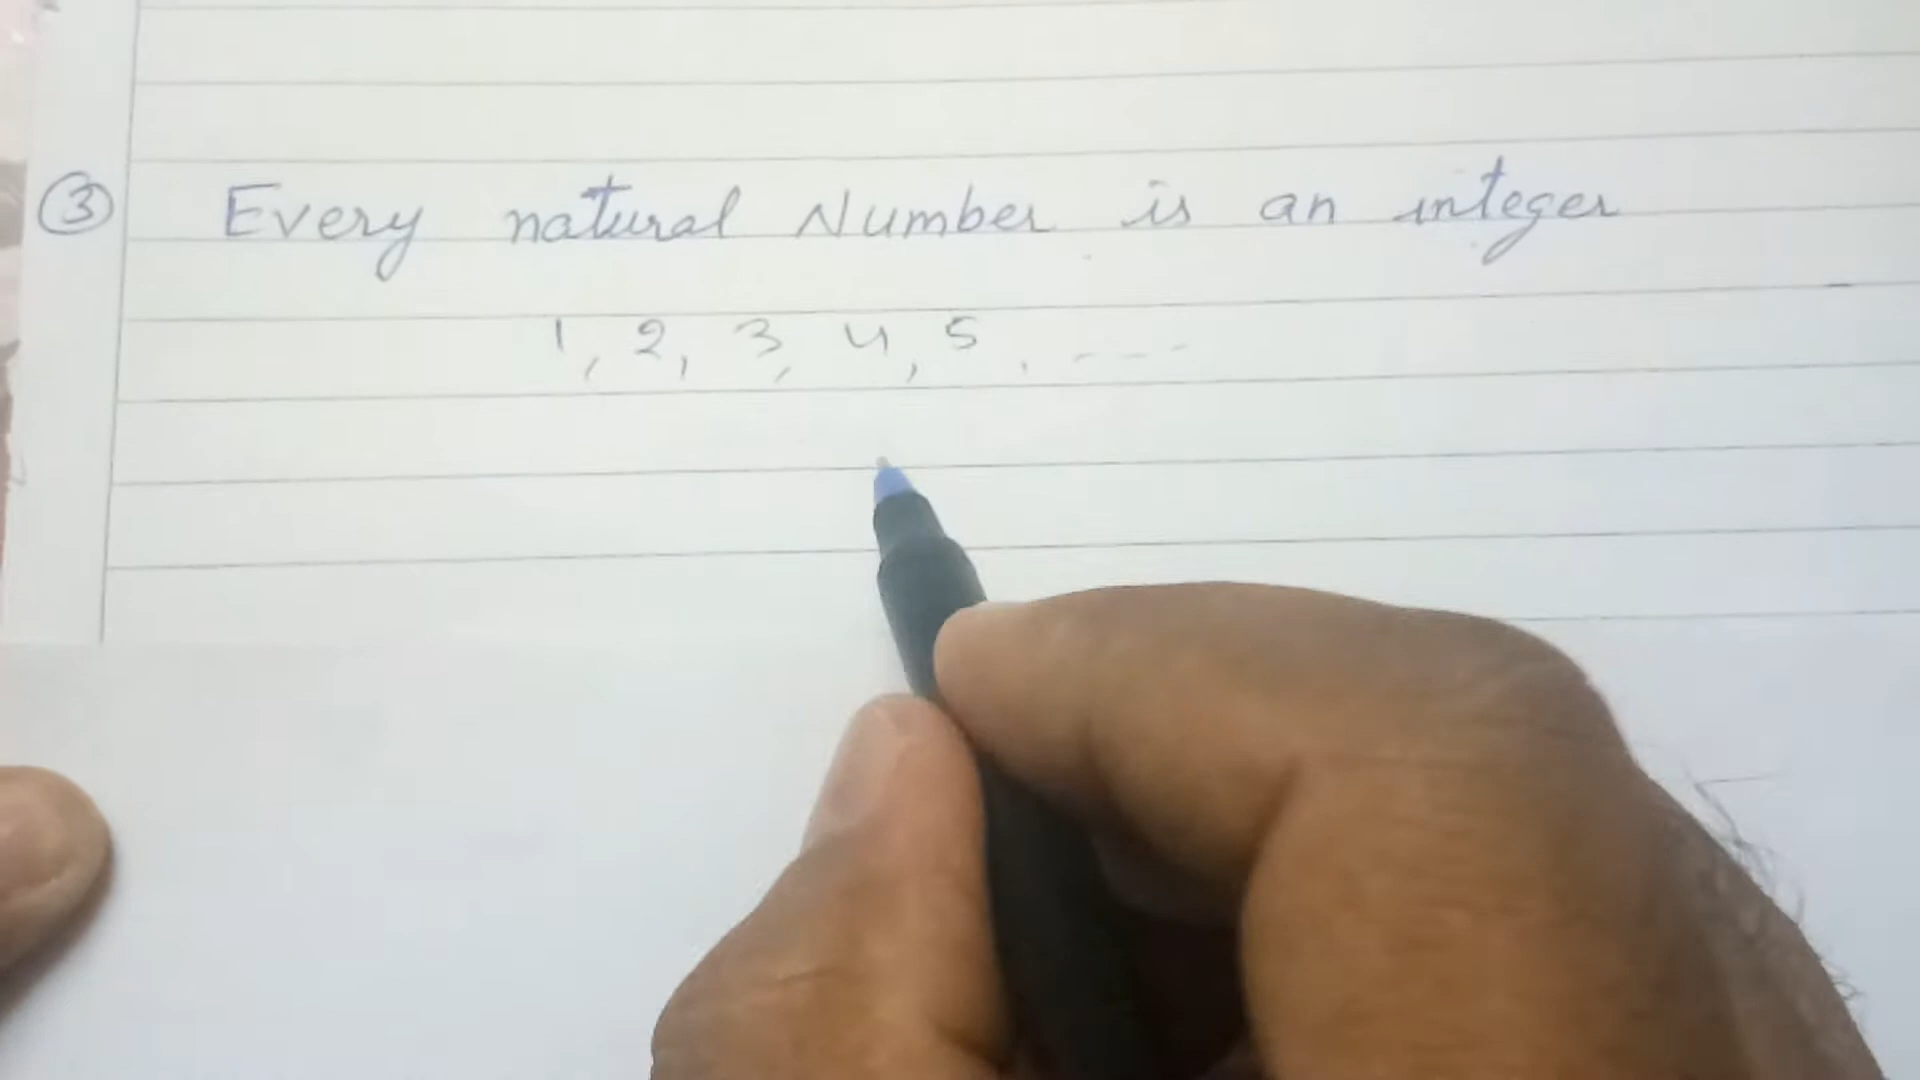 ③ Every natural Number is an integer
1, 2, 3, 4, 5, ----